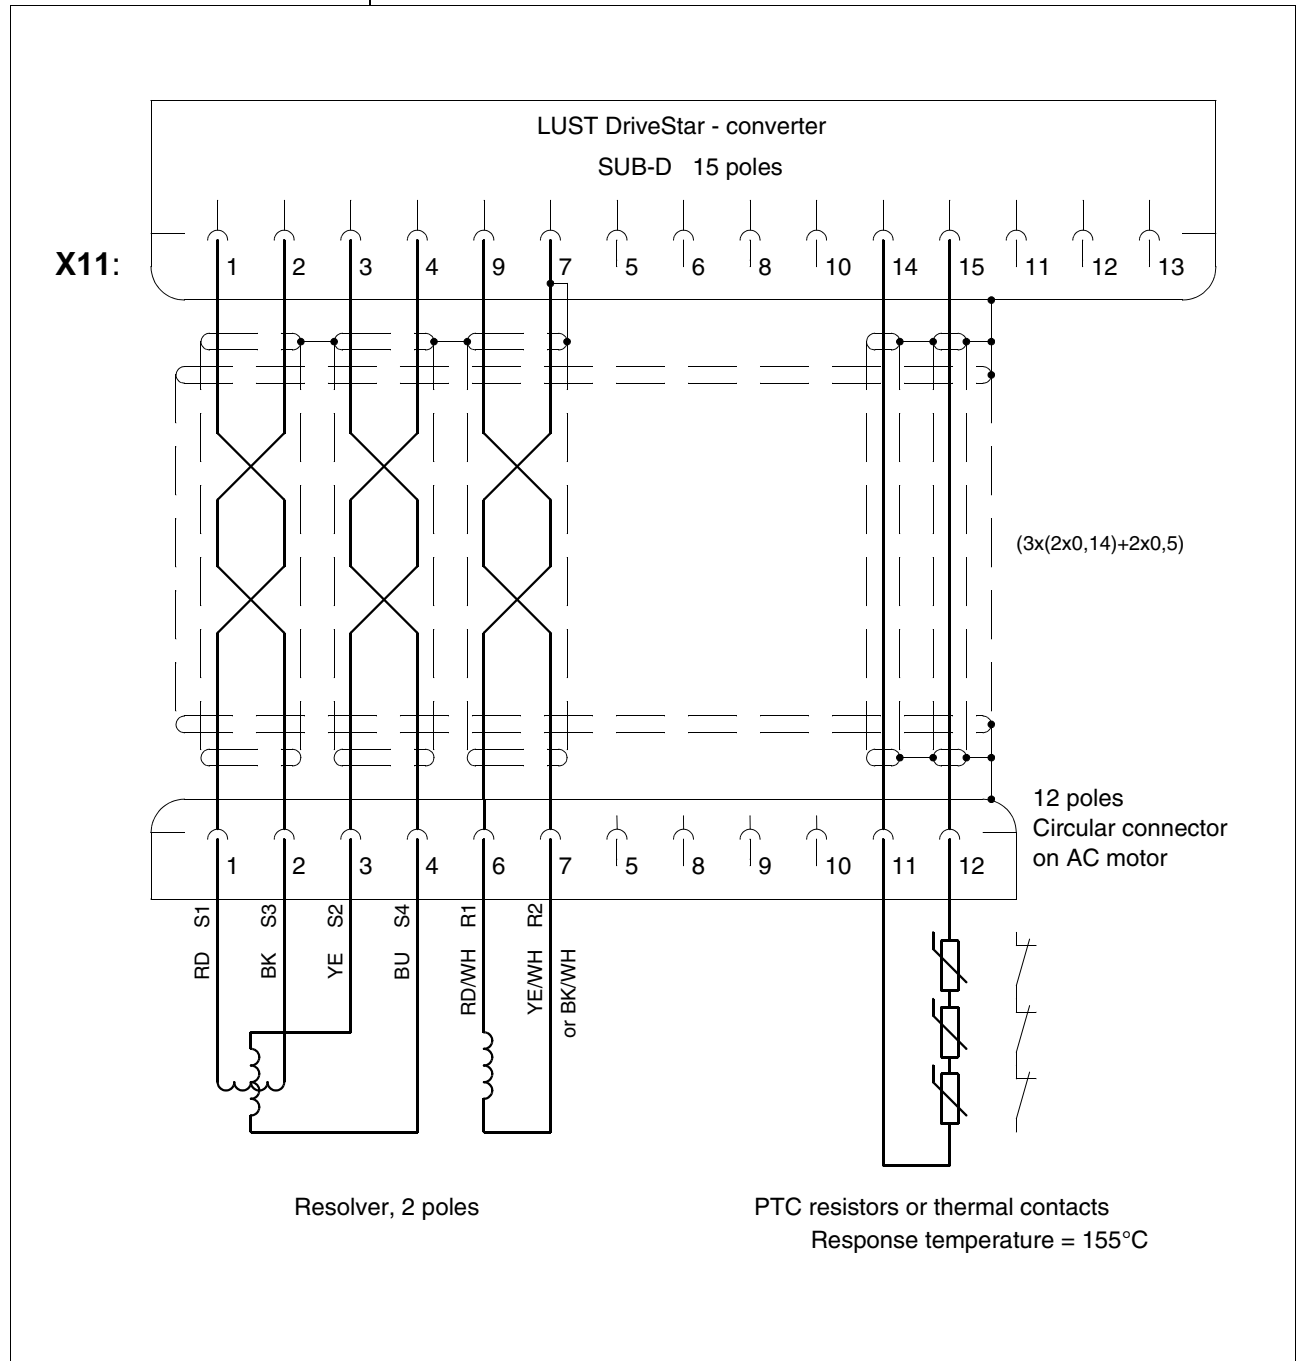 LUST DriveStar - converter
SUB-D 15 poles
X11:
1 2 3 4 9 7 5 6 8 10 14 15 11 12 13
(3x(2x0,14)+2x0,5)
12 poles
Circular connector
on AC motor
1 2 3 4 6 7 5 8 9 10 11 12
RD S1
BK S3
YE S2
BU S4
RD/WH R1
YE/WH R2
or BK/WH
Resolver, 2 poles
PTC resistors or thermal contacts
Response temperature = 155°C